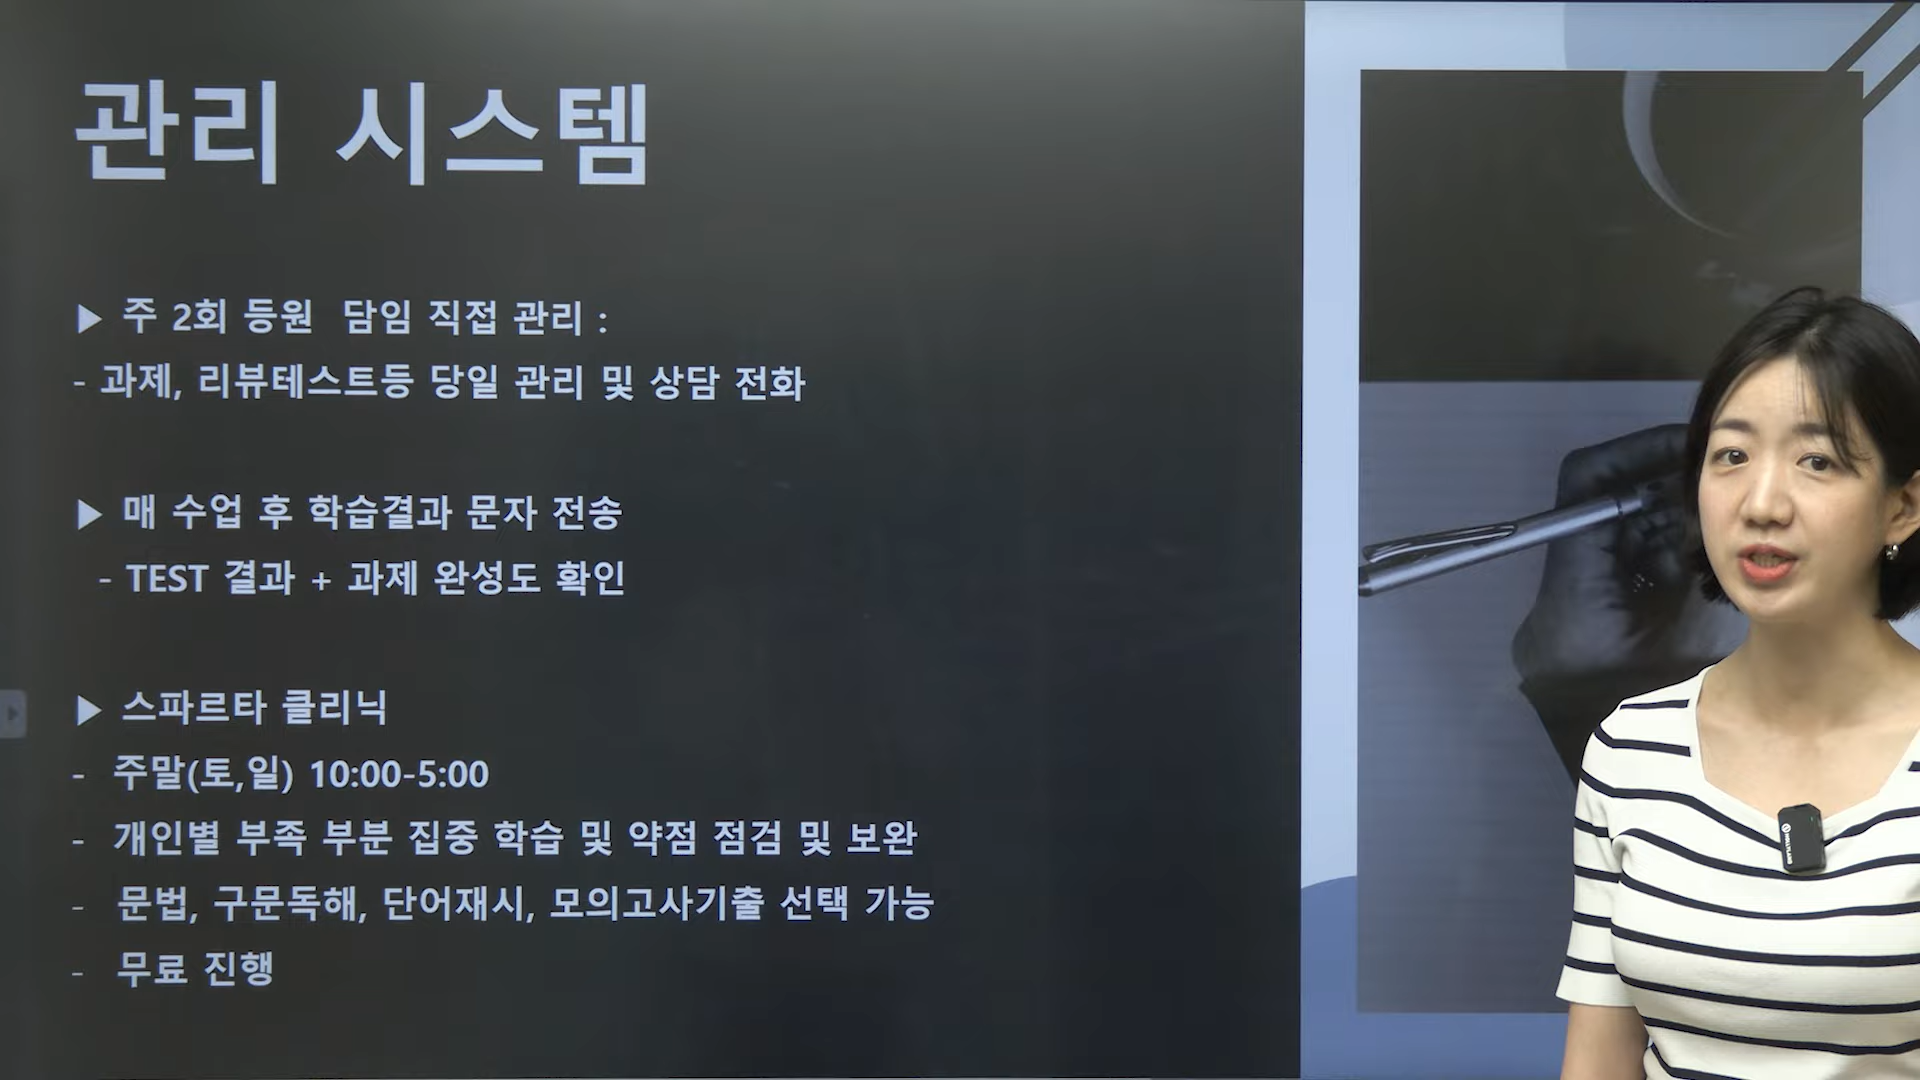 관리 시스템
▶ 주 2회 등원 담임 직접 관리 :
- 과제, 리뷰테스트등 당일 관리 및 상담 전화
▶ 매 수업 후 학습결과 문자 전송
- TEST 결과 + 과제 완성도 확인
▶ 스파르타 클리닉
- 주말(토,일) 10:00-5:00
- 개인별 부족 부분 집중 학습 및 약점 점검 및 보완
- 문법, 구문독해, 단어재시, 모의고사기출 선택 가능
- 무료 진행
HOLLYLAND